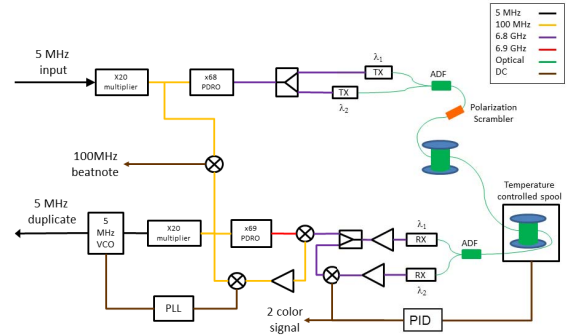 5 MHz
100 MHz
6.8 GHz
6.9 GHz
Optical
DC
5 MHz
input
X20
multiplier
x68
PDRO
λ1
TX
TX
λ2
ADF
Polarization
Scrambler
100MHz
beatnote
Temperature
controlled spool
5 MHz
duplicate
5
MHz
VCO
X20
multiplier
x69
PDRO
λ1
RX
RX
λ2
ADF
PLL
2 color
signal
PID